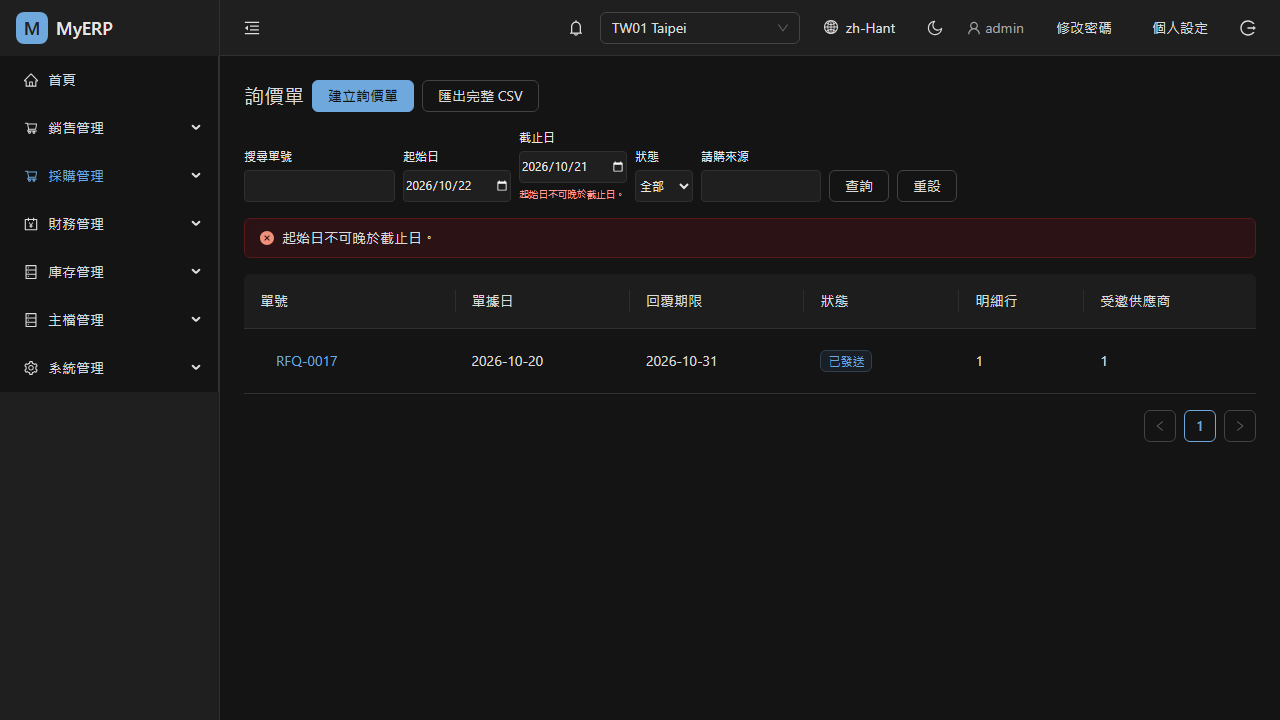 M MyERP
TW01 Taipei
zh-Hant
admin
修改密碼
個人設定
首頁
銷售管理
採購管理
財務管理
庫存管理
主檔管理
系統管理
詢價單
建立詢價單
匯出完整 CSV
搜尋單號
起始日
2026/10/22
截止日
2026/10/21
起始日不可晚於截止日。
狀態
全部
請購來源
查詢
重設
起始日不可晚於截止日。
單號 單據日 回覆期限 狀態 明細行 受邀供應商
RFQ-0017 2026-10-20 2026-10-31 已發送 1 1
1